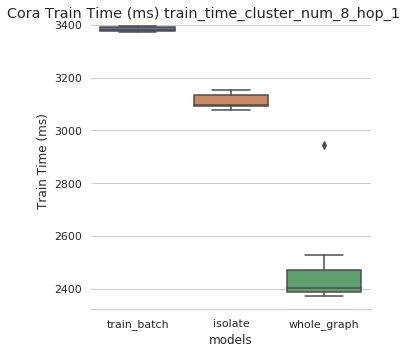 Cora Train Time (ms) train_time_cluster_num_8_hop_1
3400
3200
3000
2800
2600
2400
Train Time (ms)
train_batch
isolate
whole_graph
models